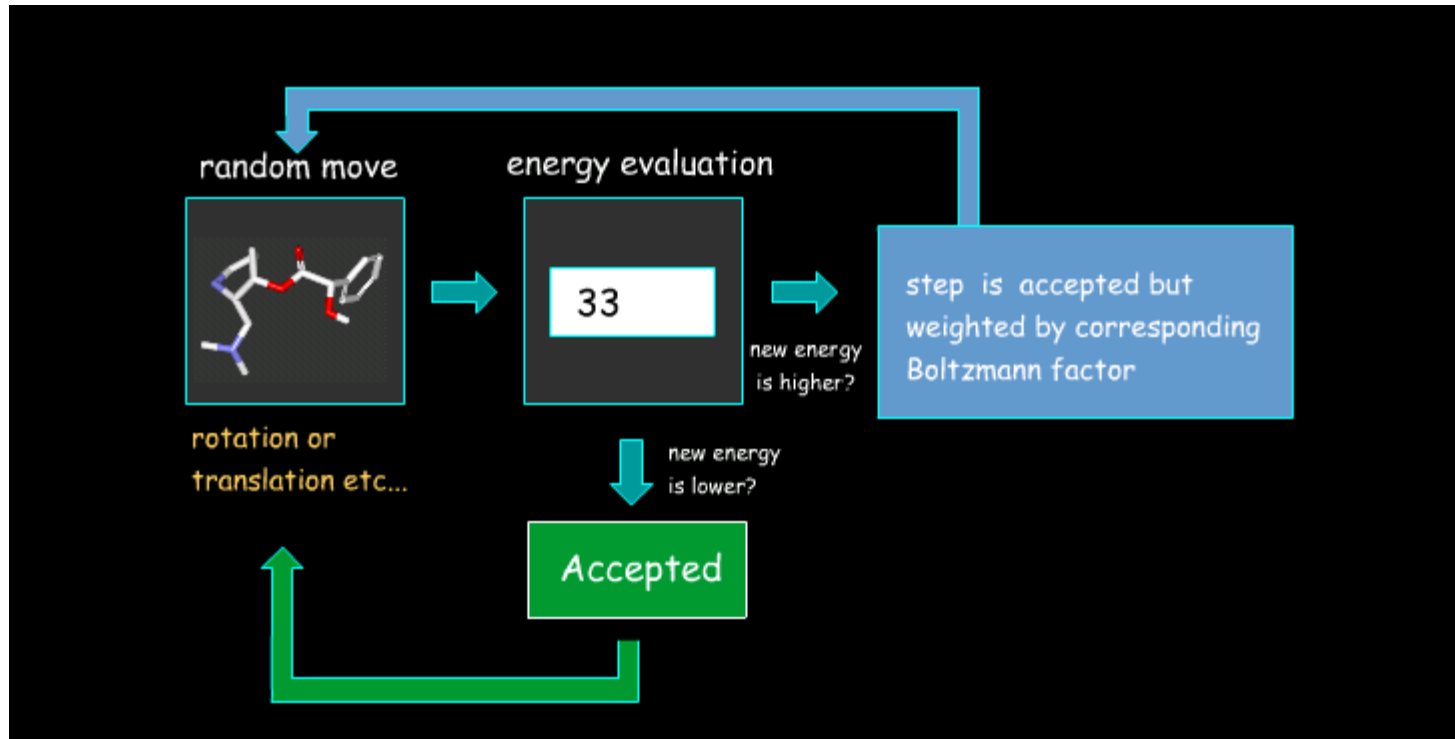 random move
energy evaluation
33
new energy
is higher?
step is accepted but
weighted by corresponding
Boltzmann factor
rotation or
translation etc...
new energy
is lower?
Accepted